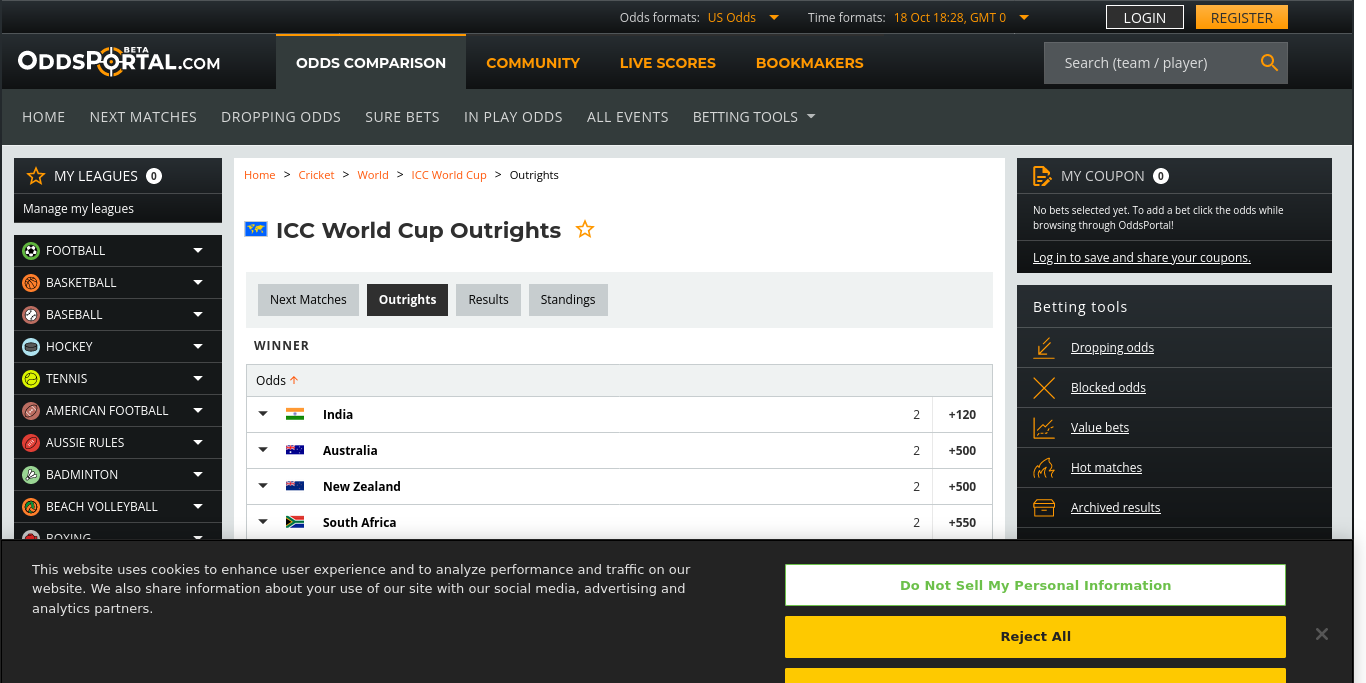 Odds formats: US Odds Time formats: 18 Oct 18:28, GMT 0 LOGIN REGISTER
ODDSPORTAL.COM BETA
ODDS COMPARISON COMMUNITY LIVE SCORES BOOKMAKERS Search (team / player)
HOME NEXT MATCHES DROPPING ODDS SURE BETS IN PLAY ODDS ALL EVENTS BETTING TOOLS
MY LEAGUES 0
Manage my leagues
FOOTBALL
BASKETBALL
BASEBALL
HOCKEY
TENNIS
AMERICAN FOOTBALL
AUSSIE RULES
BADMINTON
BEACH VOLLEYBALL
BOXING
Home > Cricket > World > ICC World Cup > Outrights
ICC World Cup Outrights
Next Matches Outrights Results Standings
WINNER
Odds
India 2 +120
Australia 2 +500
New Zealand 2 +500
South Africa 2 +550
MY COUPON 0
No bets selected yet. To add a bet click the odds while
browsing through OddsPortal!
Log in to save and share your coupons.
Betting tools
Dropping odds
Blocked odds
Value bets
Hot matches
Archived results
This website uses cookies to enhance user experience and to analyze performance and traffic on our
website. We also share information about your use of our site with our social media, advertising and
analytics partners.
Do Not Sell My Personal Information
Reject All